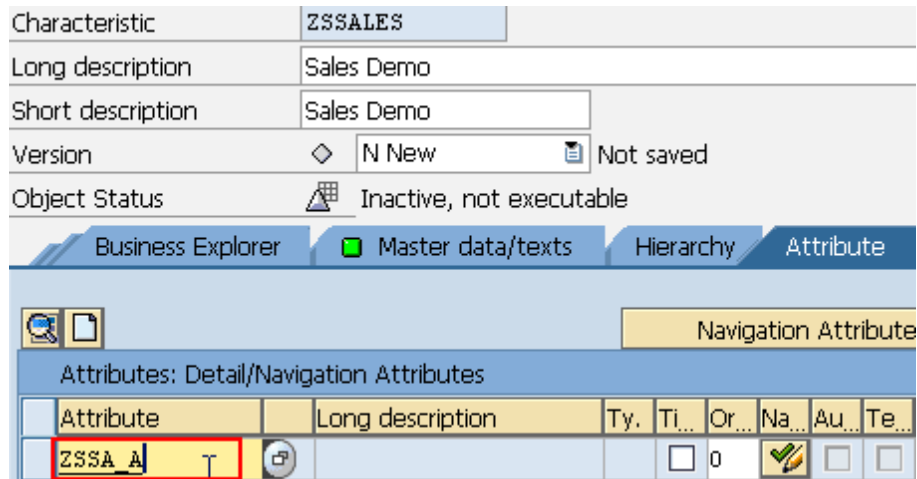 Characteristic ZSSALES
Long description Sales Demo
Short description Sales Demo
Version N New Not saved
Object Status Inactive, not executable
Business Explorer Master data/texts Hierarchy Attribute
Navigation Attribute
Attributes: Detail/Navigation Attributes
Attribute Long description Ty. Ti... Or... Na... Au... Te...
ZSSA_A 0